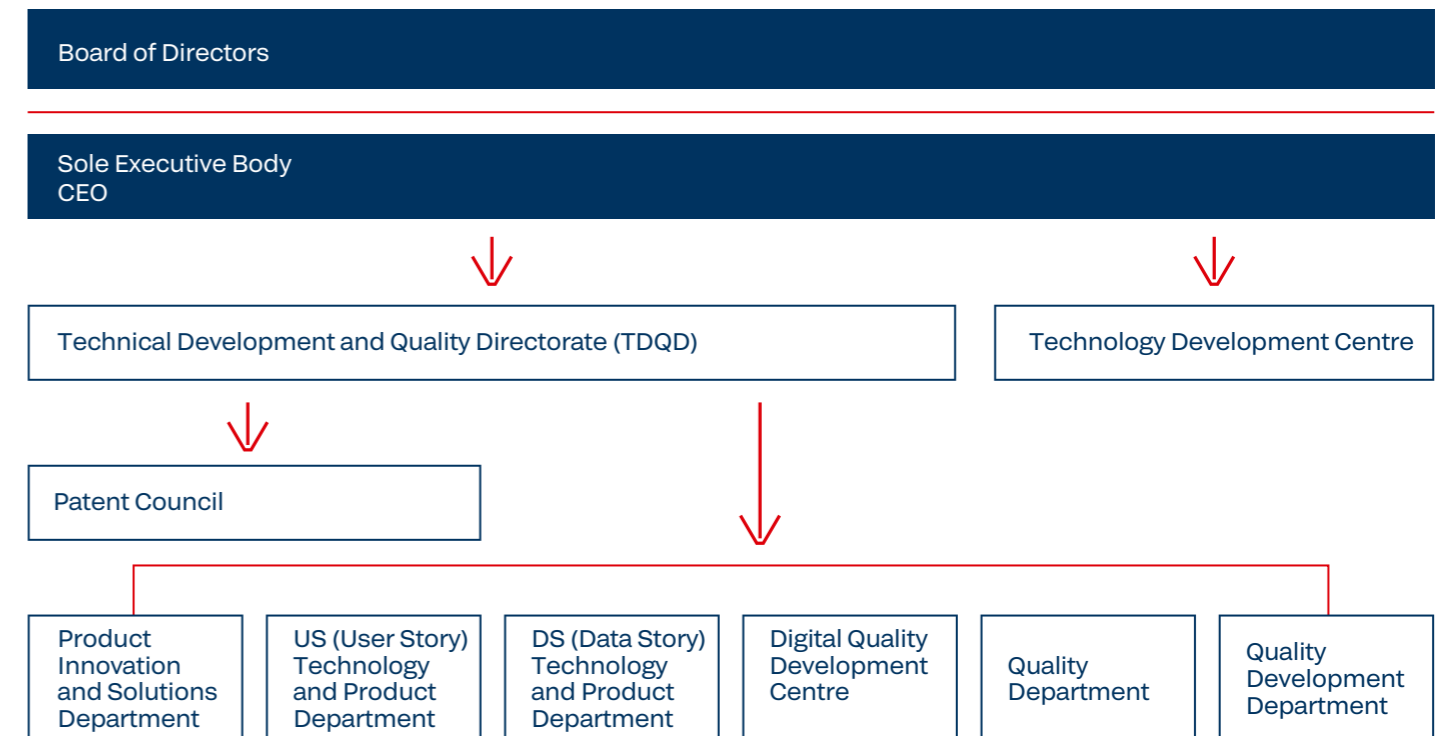 Board of Directors
Sole Executive Body
CEO
Technical Development and Quality Directorate (TDQD)
Technology Development Centre
Patent Council
Product
Innovation
and Solutions
Department
US (User Story)
Technology
and Product
Department
DS (Data Story)
Technology
and Product
Department
Digital Quality
Development
Centre
Quality
Department
Quality
Development
Department